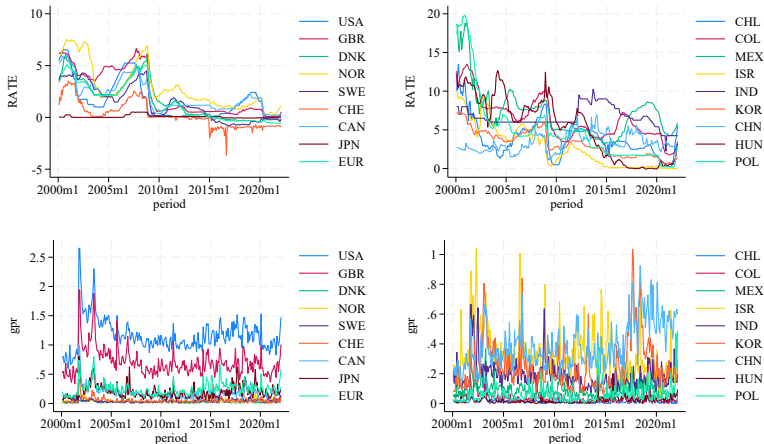 RATE
10
5
0
-5
2000m1 2005m1 2010m1 2015m1 2020m1
period
USA
GBR
DNK
NOR
SWE
CHE
CAN
JPN
EUR
RATE
20
15
10
5
0
2000m1 2005m1 2010m1 2015m1 2020m1
period
CHL
COL
MEX
ISR
IND
KOR
CHN
HUN
POL
gpr
2.5
2
1.5
1
.5
0
2000m1 2005m1 2010m1 2015m1 2020m1
period
USA
GBR
DNK
NOR
SWE
CHE
CAN
JPN
EUR
gpr
1
.8
.6
.4
.2
0
2000m1 2005m1 2010m1 2015m1 2020m1
period
CHL
COL
MEX
ISR
IND
KOR
CHN
HUN
POL